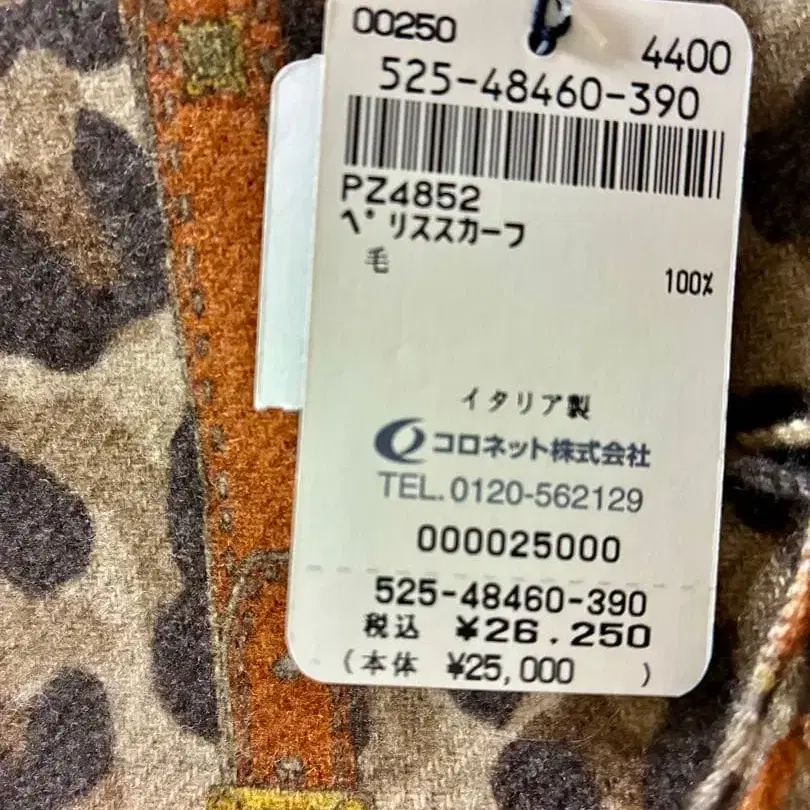 00250
4400
525-48460-390
PZ4852
ペリススカーフ
毛 100%
イタリア製
コロネット株式会社
TEL.0120-562129
000025000
525-48460-390
税込 ¥26.250
(本体 ¥25,000 )